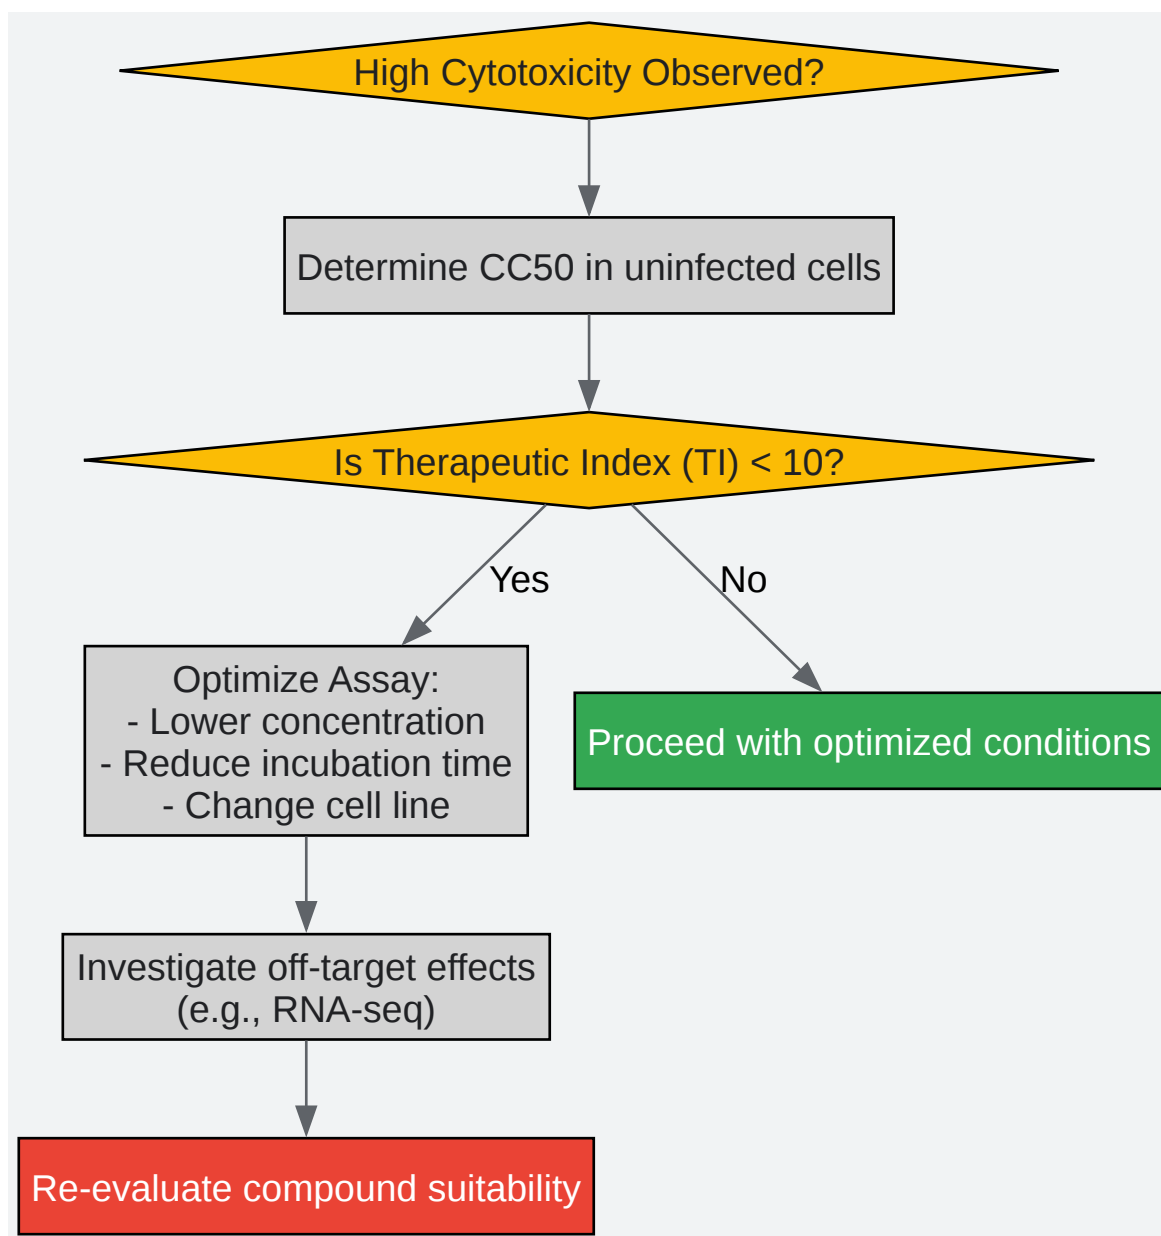 High Cytotoxicity Observed?
Determine CC50 in uninfected cells
Is Therapeutic Index (TI) < 10?
Yes
No
Optimize Assay:
- Lower concentration
- Reduce incubation time
- Change cell line
Proceed with optimized conditions
Investigate off-target effects
(e.g., RNA-seq)
Re-evaluate compound suitability